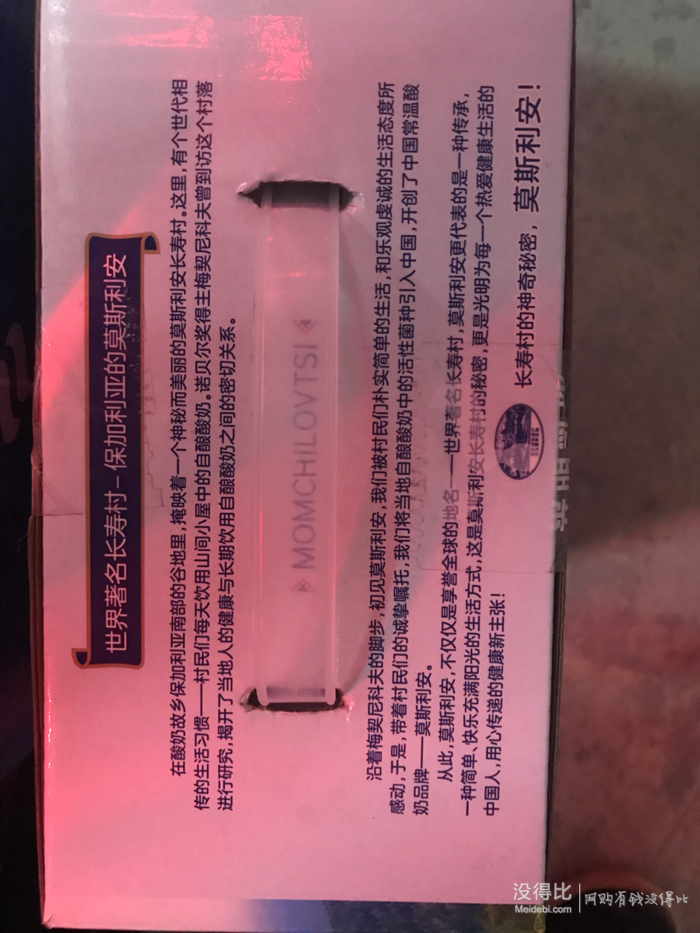 世界著名长寿村-保加利亚的莫斯利安
在酸奶故乡保加利亚南部的谷地里,掩映着一个神秘而美丽的莫斯利安长寿村。这里,有个世代相
传的生活习惯——村民们每天饮用山间小屋中的自酿酸奶。诺贝尔奖得主梅契尼科夫曾到访这个村落
进行研究,揭开了当地人的健康与长期饮用自酿酸奶之间的密切关系。
MOMCHILOVTSI
沿着梅契尼科夫的脚步,初见莫斯利安,我们被村民们朴实简单的生活,和乐观虔诚的生活态度所
感动,于是,带着村民们的诚挚嘱托,我们将当地自酿酸奶中的活性菌种引入中国,开创了中国常温酸
奶品牌——莫斯利安。
从此,莫斯利安,不仅仅是享誉全球的地名——世界著名长寿村,莫斯利安更代表的是一种传承,
一种简单、快乐充满阳光的生活方式,这是莫斯利安长寿村的秘密,更是光明为每一个热爱健康生活的
中国人,用心传递的健康新主张!
长寿村的神奇秘密,莫斯利安!
没得比
Meidebi.com
网购省钱没得比